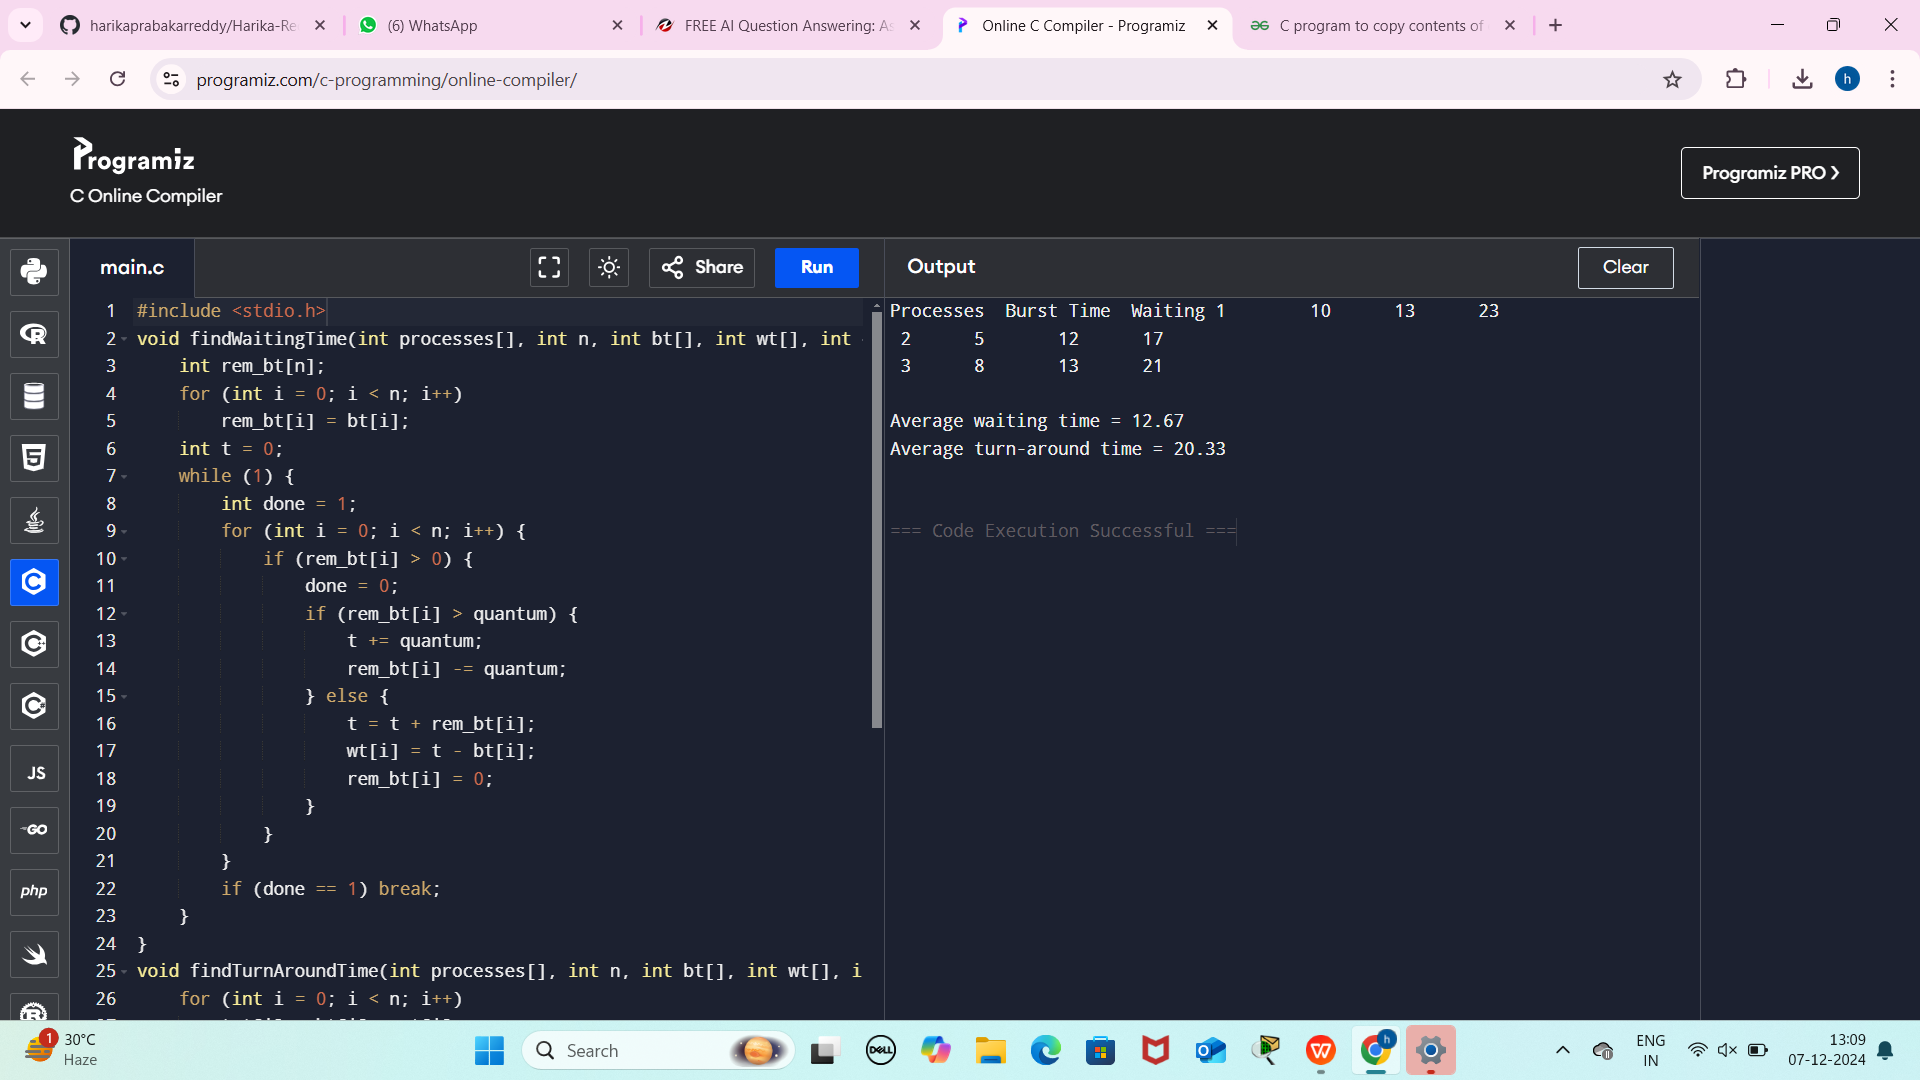 harikaprabakarreddy/Harika-Re
(6) WhatsApp
FREE AI Question Answering: As
Online C Compiler - Programiz
C program to copy contents of
programiz.com/c-programming/online-compiler/
h
Programiz
C Online Compiler
Programiz PRO
main.c
Share
Run
Output
Clear
1 #include <stdio.h>
2 void findWaitingTime(int processes[], int n, int bt[], int wt[], int
3 int rem_bt[n];
4 for (int i = 0; i < n; i++)
5 rem_bt[i] = bt[i];
6 int t = 0;
7 while (1) {
8 int done = 1;
9 for (int i = 0; i < n; i++) {
10 if (rem_bt[i] > 0) {
11 done = 0;
12 if (rem_bt[i] > quantum) {
13 t += quantum;
14 rem_bt[i] -= quantum;
15 } else {
16 t = t + rem_bt[i];
17 wt[i] = t - bt[i];
18 rem_bt[i] = 0;
19 }
20 }
21 }
22 if (done == 1) break;
23 }
24 }
25 void findTurnAroundTime(int processes[], int n, int bt[], int wt[], i
26 for (int i = 0; i < n; i++)
Processes Burst Time Waiting 1 10 13 23
2 5 12 17
3 8 13 21
Average waiting time = 12.67
Average turn-around time = 20.33
=== Code Execution Successful ===
R
5
C
C
C
JS
GO
php
R
1
30°C
Haze
Search
DELL
W
h
ENG
IN
13:09
07-12-2024